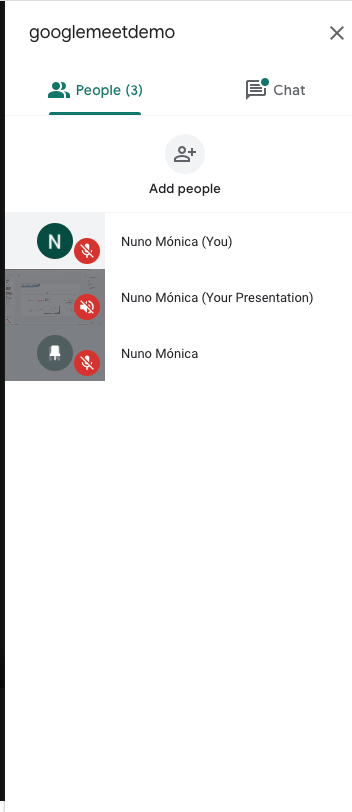 googlemeetdemo
People (3)
Chat
Add people
N
Nuno Mónica (You)
Nuno Mónica (Your Presentation)
Nuno Mónica